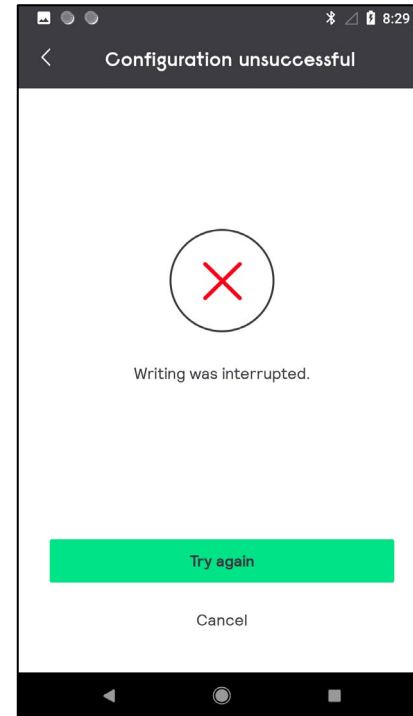 8:29
Configuration unsuccessful
Writing was interrupted.
Try again
Cancel